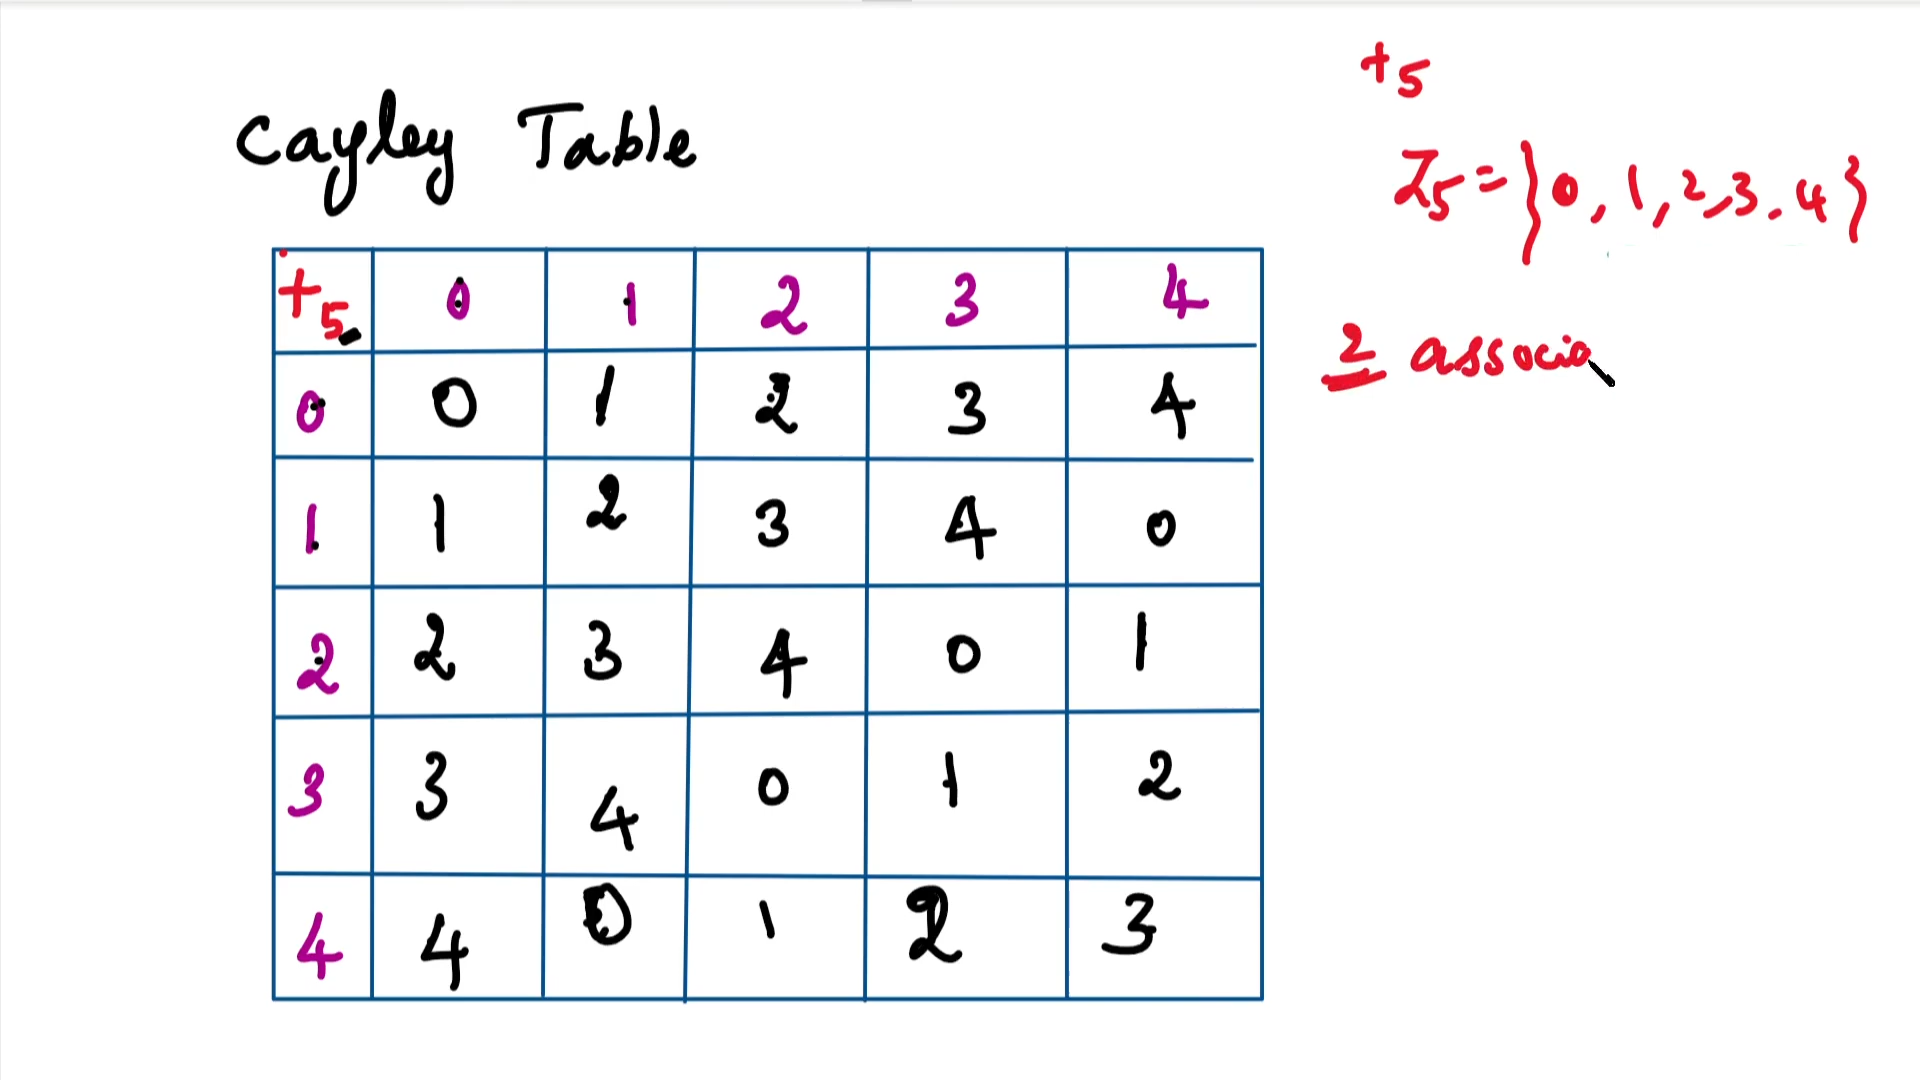 Cayley Table
+5
Z5 = {0, 1, 2, 3, 4}
2 associa
+5 0 1 2 3 4
0 0 1 2 3 4
1 1 2 3 4 0
2 2 3 4 0 1
3 3 4 0 1 2
4 4 0 1 2 3